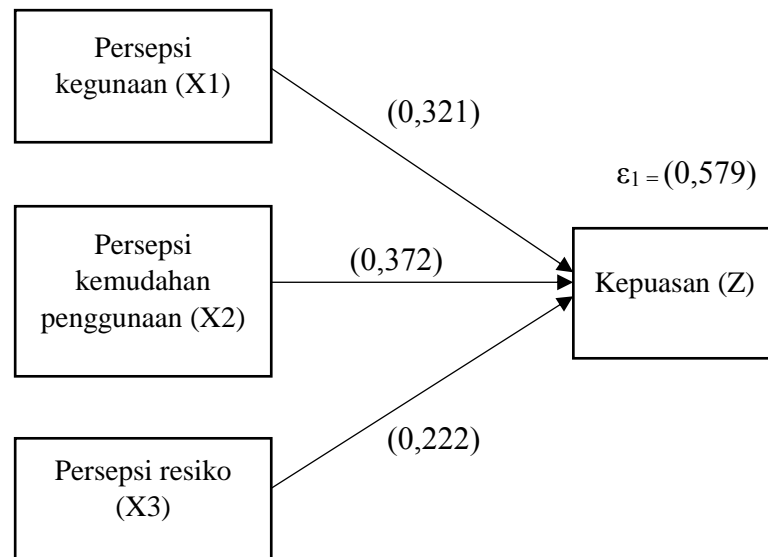 Persepsi
kegunaan (X1)
(0,321)
ε1 = (0,579)
Persepsi
kemudahan
penggunaan (X2)
(0,372)
Kepuasan (Z)
(0,222)
Persepsi resiko
(X3)